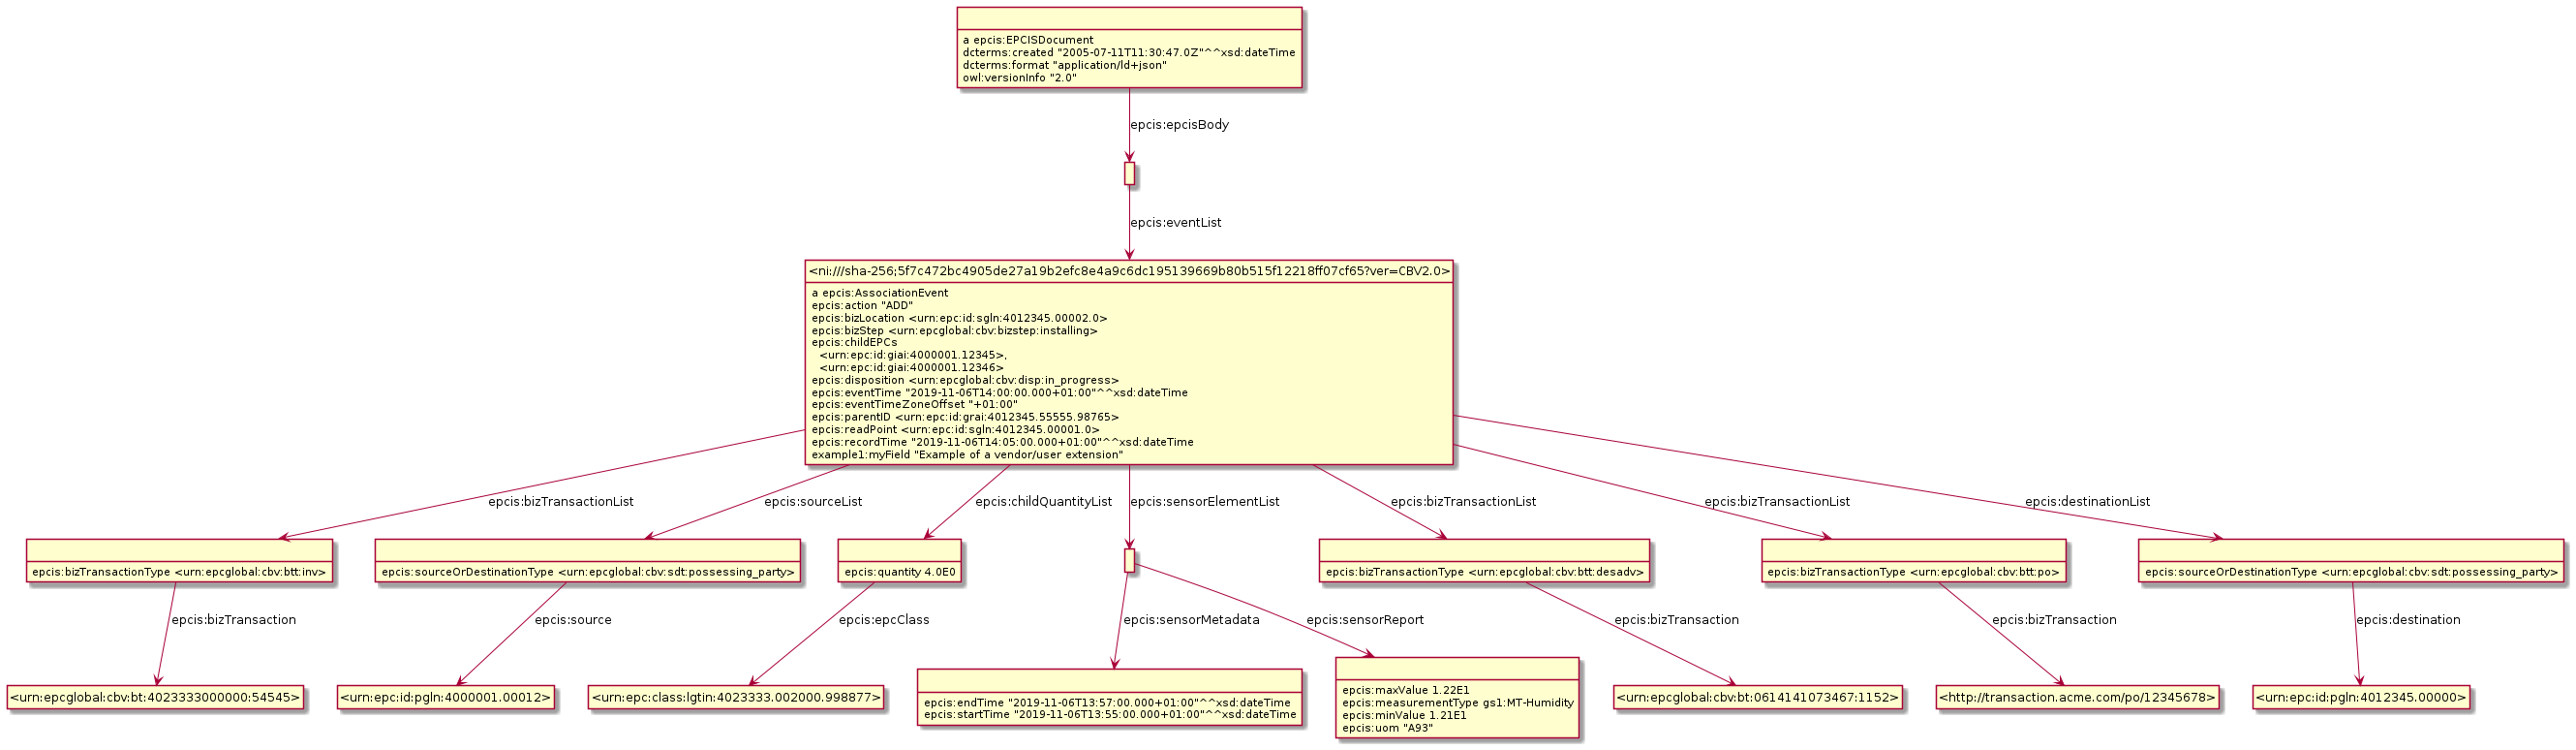 a epcis:EPCISDocument
dcterms:created "2005-07-11T11:30:47.0Z"^^xsd:dateTime
dcterms:format "application/ld+json"
owl:versionInfo "2.0"
epcis:epcisBody
epcis:eventList
<ni:///sha-256;5f7c472bc4905de27a19b2efc8e4a9c6dc195139669b80b515f12218ff07cf65?ver=CBV2.0>
a epcis:AssociationEvent
epcis:action "ADD"
epcis:bizLocation <urn:epc:id:sgln:4012345.00002.0>
epcis:bizStep <urn:epcglobal:cbv:bizstep:installing>
epcis:childEPCs
<urn:epc:id:giai:4000001.12345>,
<urn:epc:id:giai:4000001.12346>
epcis:disposition <urn:epcglobal:cbv:disp:in_progress>
epcis:eventTime "2019-11-06T14:00:00.000+01:00"^^xsd:dateTime
epcis:eventTimeZoneOffset "+01:00"
epcis:parentID <urn:epc:id:grai:4012345.55555.98765>
epcis:readPoint <urn:epc:id:sgln:4012345.00001.0>
epcis:recordTime "2019-11-06T14:05:00.000+01:00"^^xsd:dateTime
example1:myField "Example of a vendor/user extension"
epcis:bizTransactionList
epcis:sourceList
epcis:childQuantityList
epcis:sensorElementList
epcis:bizTransactionList
epcis:bizTransactionList
epcis:destinationList
epcis:bizTransactionType <urn:epcglobal:cbv:btt:inv>
epcis:sourceOrDestinationType <urn:epcglobal:cbv:sdt:possessing_party>
epcis:quantity 4.0E0
epcis:bizTransactionType <urn:epcglobal:cbv:btt:desadv>
epcis:bizTransactionType <urn:epcglobal:cbv:btt:po>
epcis:sourceOrDestinationType <urn:epcglobal:cbv:sdt:possessing_party>
epcis:bizTransaction
epcis:source
epcis:epcClass
epcis:sensorMetadata
epcis:sensorReport
epcis:bizTransaction
epcis:bizTransaction
epcis:destination
<urn:epcglobal:cbv:bt:4023333000000:54545>
<urn:epc:id:pgln:4000001.00012>
<urn:epc:class:lgtin:4023333.002000.998877>
epcis:endTime "2019-11-06T13:57:00.000+01:00"^^xsd:dateTime
epcis:startTime "2019-11-06T13:55:00.000+01:00"^^xsd:dateTime
epcis:maxValue 1.22E1
epcis:measurementType gs1:MT-Humidity
epcis:minValue 1.21E1
epcis:uom "A93"
<urn:epcglobal:cbv:bt:0614141073467:1152>
<http://transaction.acme.com/po/12345678>
<urn:epc:id:pgln:4012345.00000>